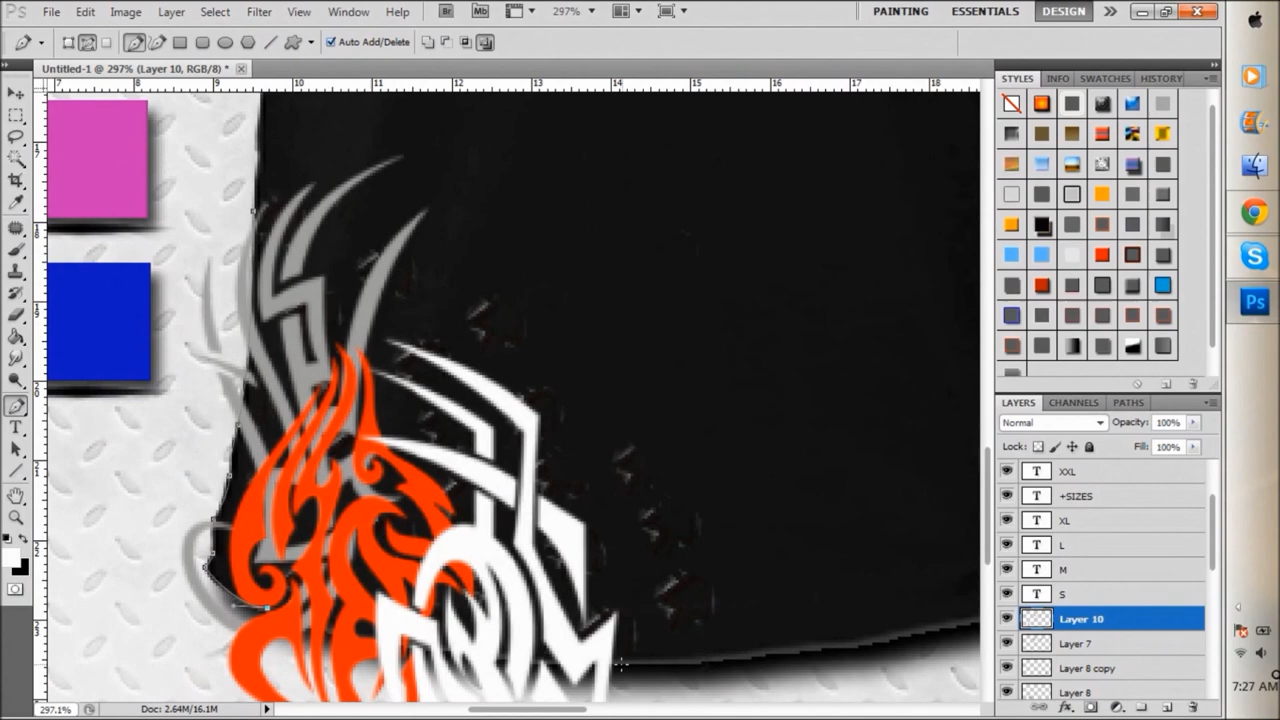 PS File Edit Image Layer Select Filter View Window Help Br Mb 297% PAINTING ESSENTIALS DESIGN
Auto Add/Delete
Untitled-1 @ 297% (Layer 10, RGB/8) *
7 8 9 10 11 12 13 14 15 16 17 18
STYLES INFO SWATCHES HISTORY
LAYERS CHANNELS PATHS
Normal Opacity: 100%
Lock: Fill: 100%
T XXL
T +SIZES
T XL
T L
T M
T S
Layer 10
Layer 7
Layer 8 copy
Layer 8
297.1% Doc: 2.64M/16.1M
Ps
7:27 AM